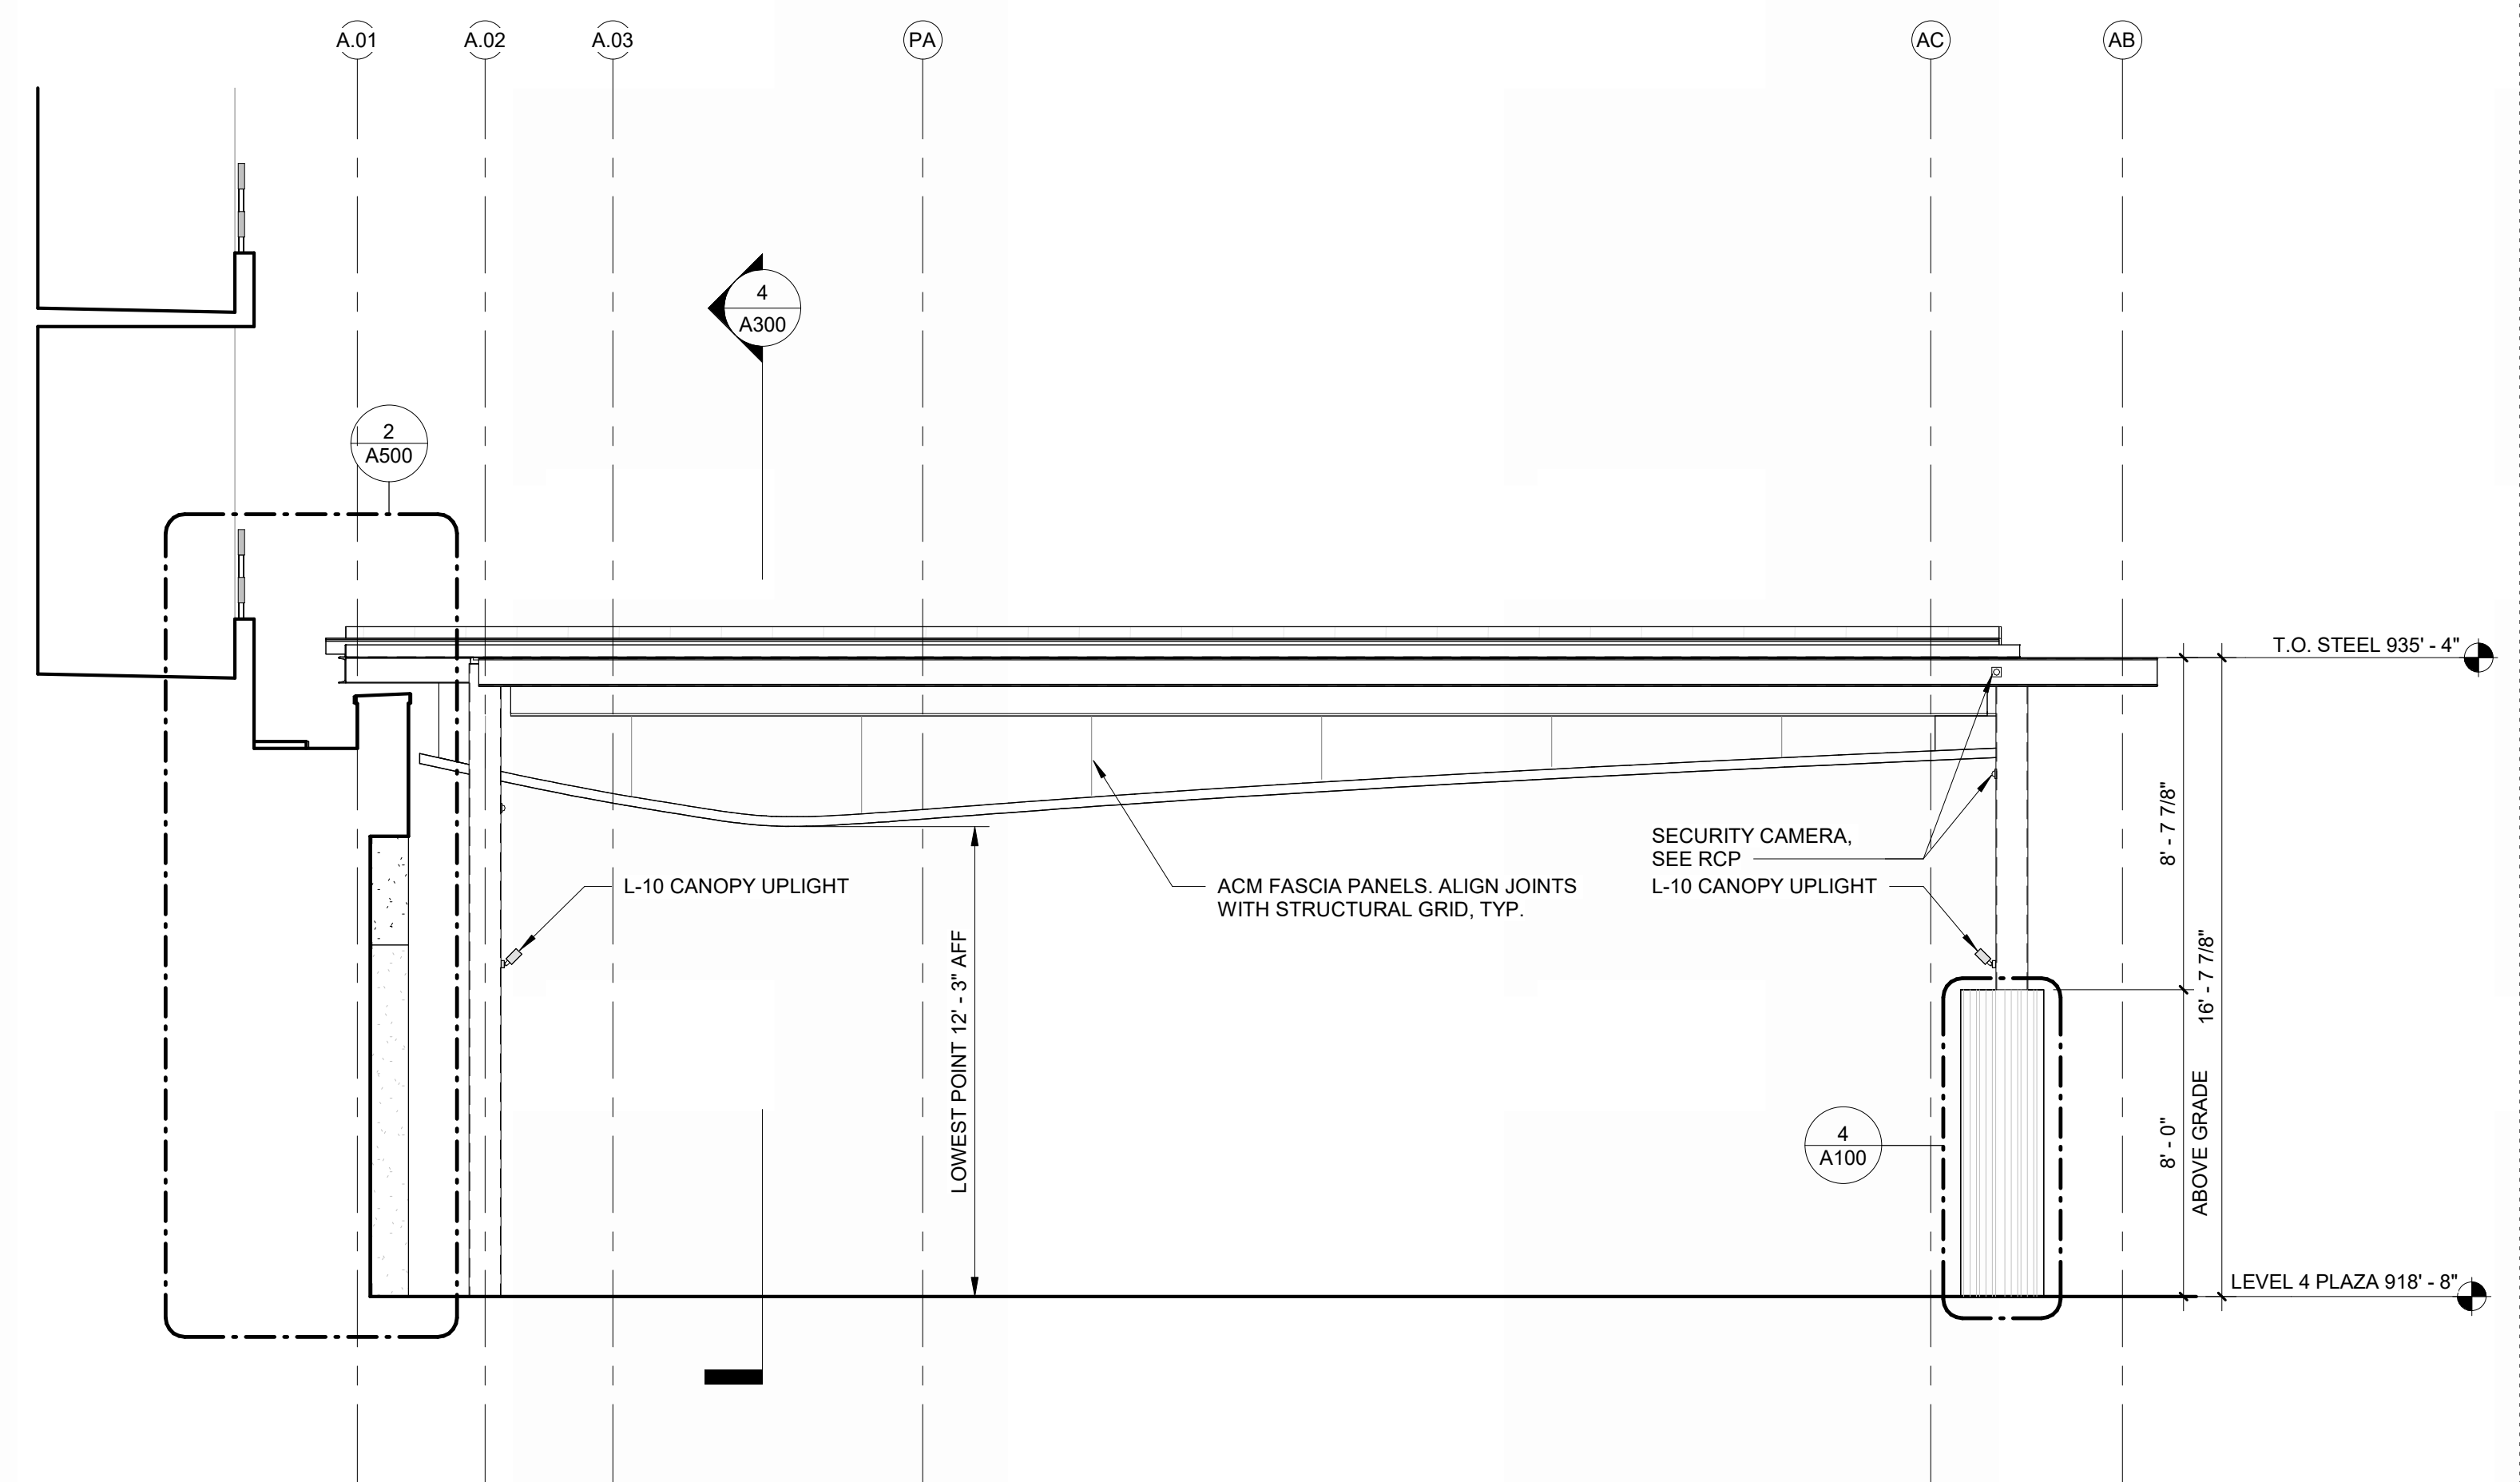 A.01
A.02
A.03
PA
AC
AB
4
A300
2
A500
T.O. STEEL 935' - 4"
SECURITY CAMERA,
SEE RCP
L-10 CANOPY UPLIGHT
L-10 CANOPY UPLIGHT
ACM FASCIA PANELS. ALIGN JOINTS
WITH STRUCTURAL GRID, TYP.
LOWEST POINT 12' - 3" AFF
8' - 7 7/8"
16' - 7 7/8"
8' - 0"
ABOVE GRADE
4
A100
LEVEL 4 PLAZA 918' - 8"